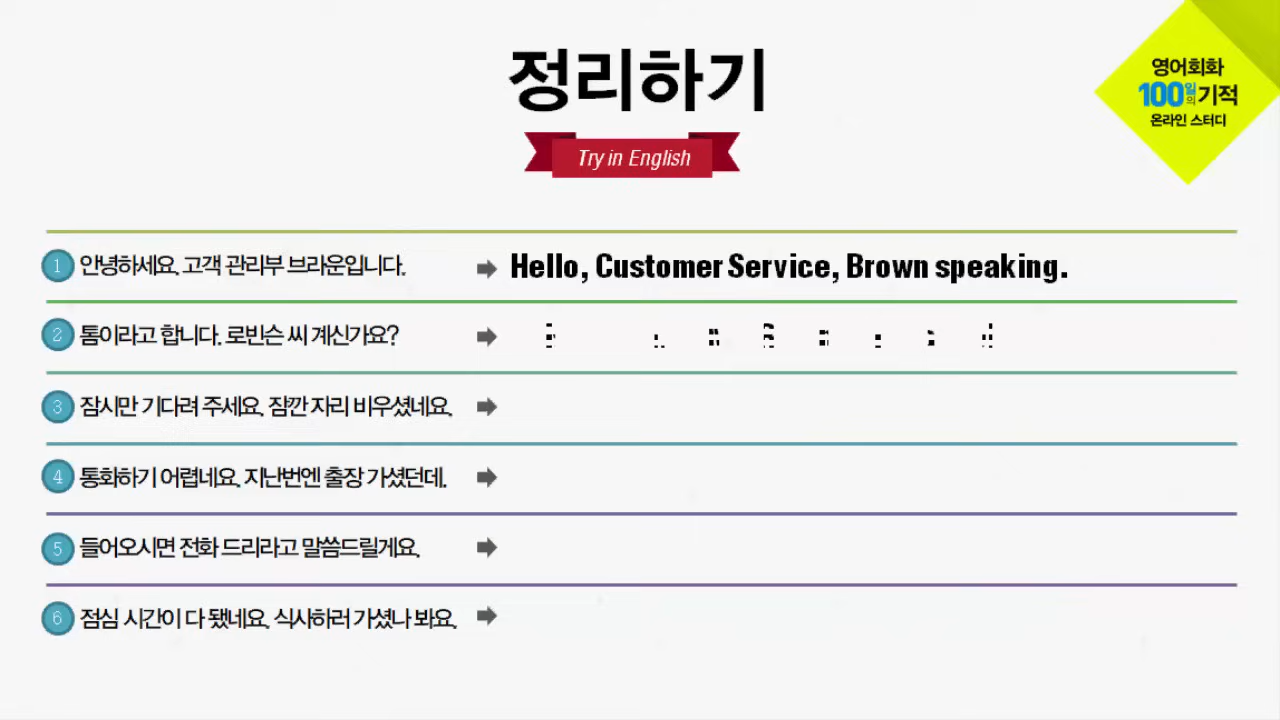 정리하기
Try in English
영어회화
100일의 기적
온라인 스터디
1 안녕하세요. 고객 관리부 브라운입니다. Hello, Customer Service, Brown speaking.
2 톰이라고 합니다. 로빈슨 씨 계신가요?
3 잠시만 기다려 주세요. 잠깐 자리 비우셨네요.
4 통화하기 어렵네요. 지난번엔 출장 가셨던데.
5 들어오시면 전화 드리라고 말씀드릴게요.
6 점심 시간이 다 됐네요. 식사하러 가셨나 봐요.